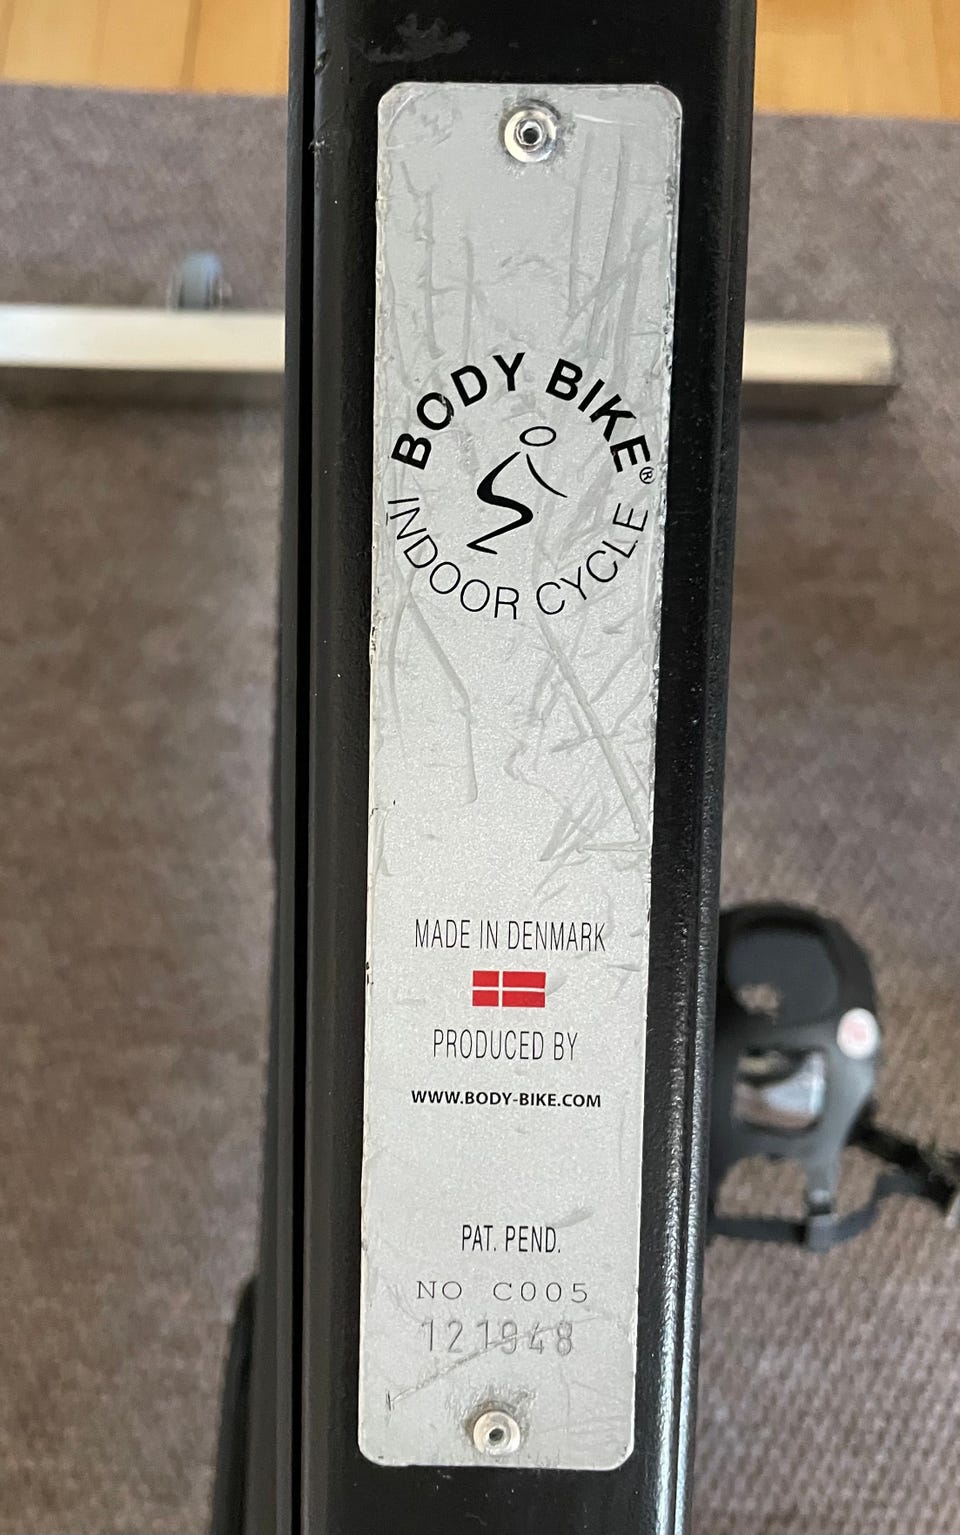 BODY BIKE®
INDOOR CYCLE
MADE IN DENMARK
PRODUCED BY
WWW.BODY-BIKE.COM
PAT. PEND.
NO C005
121948